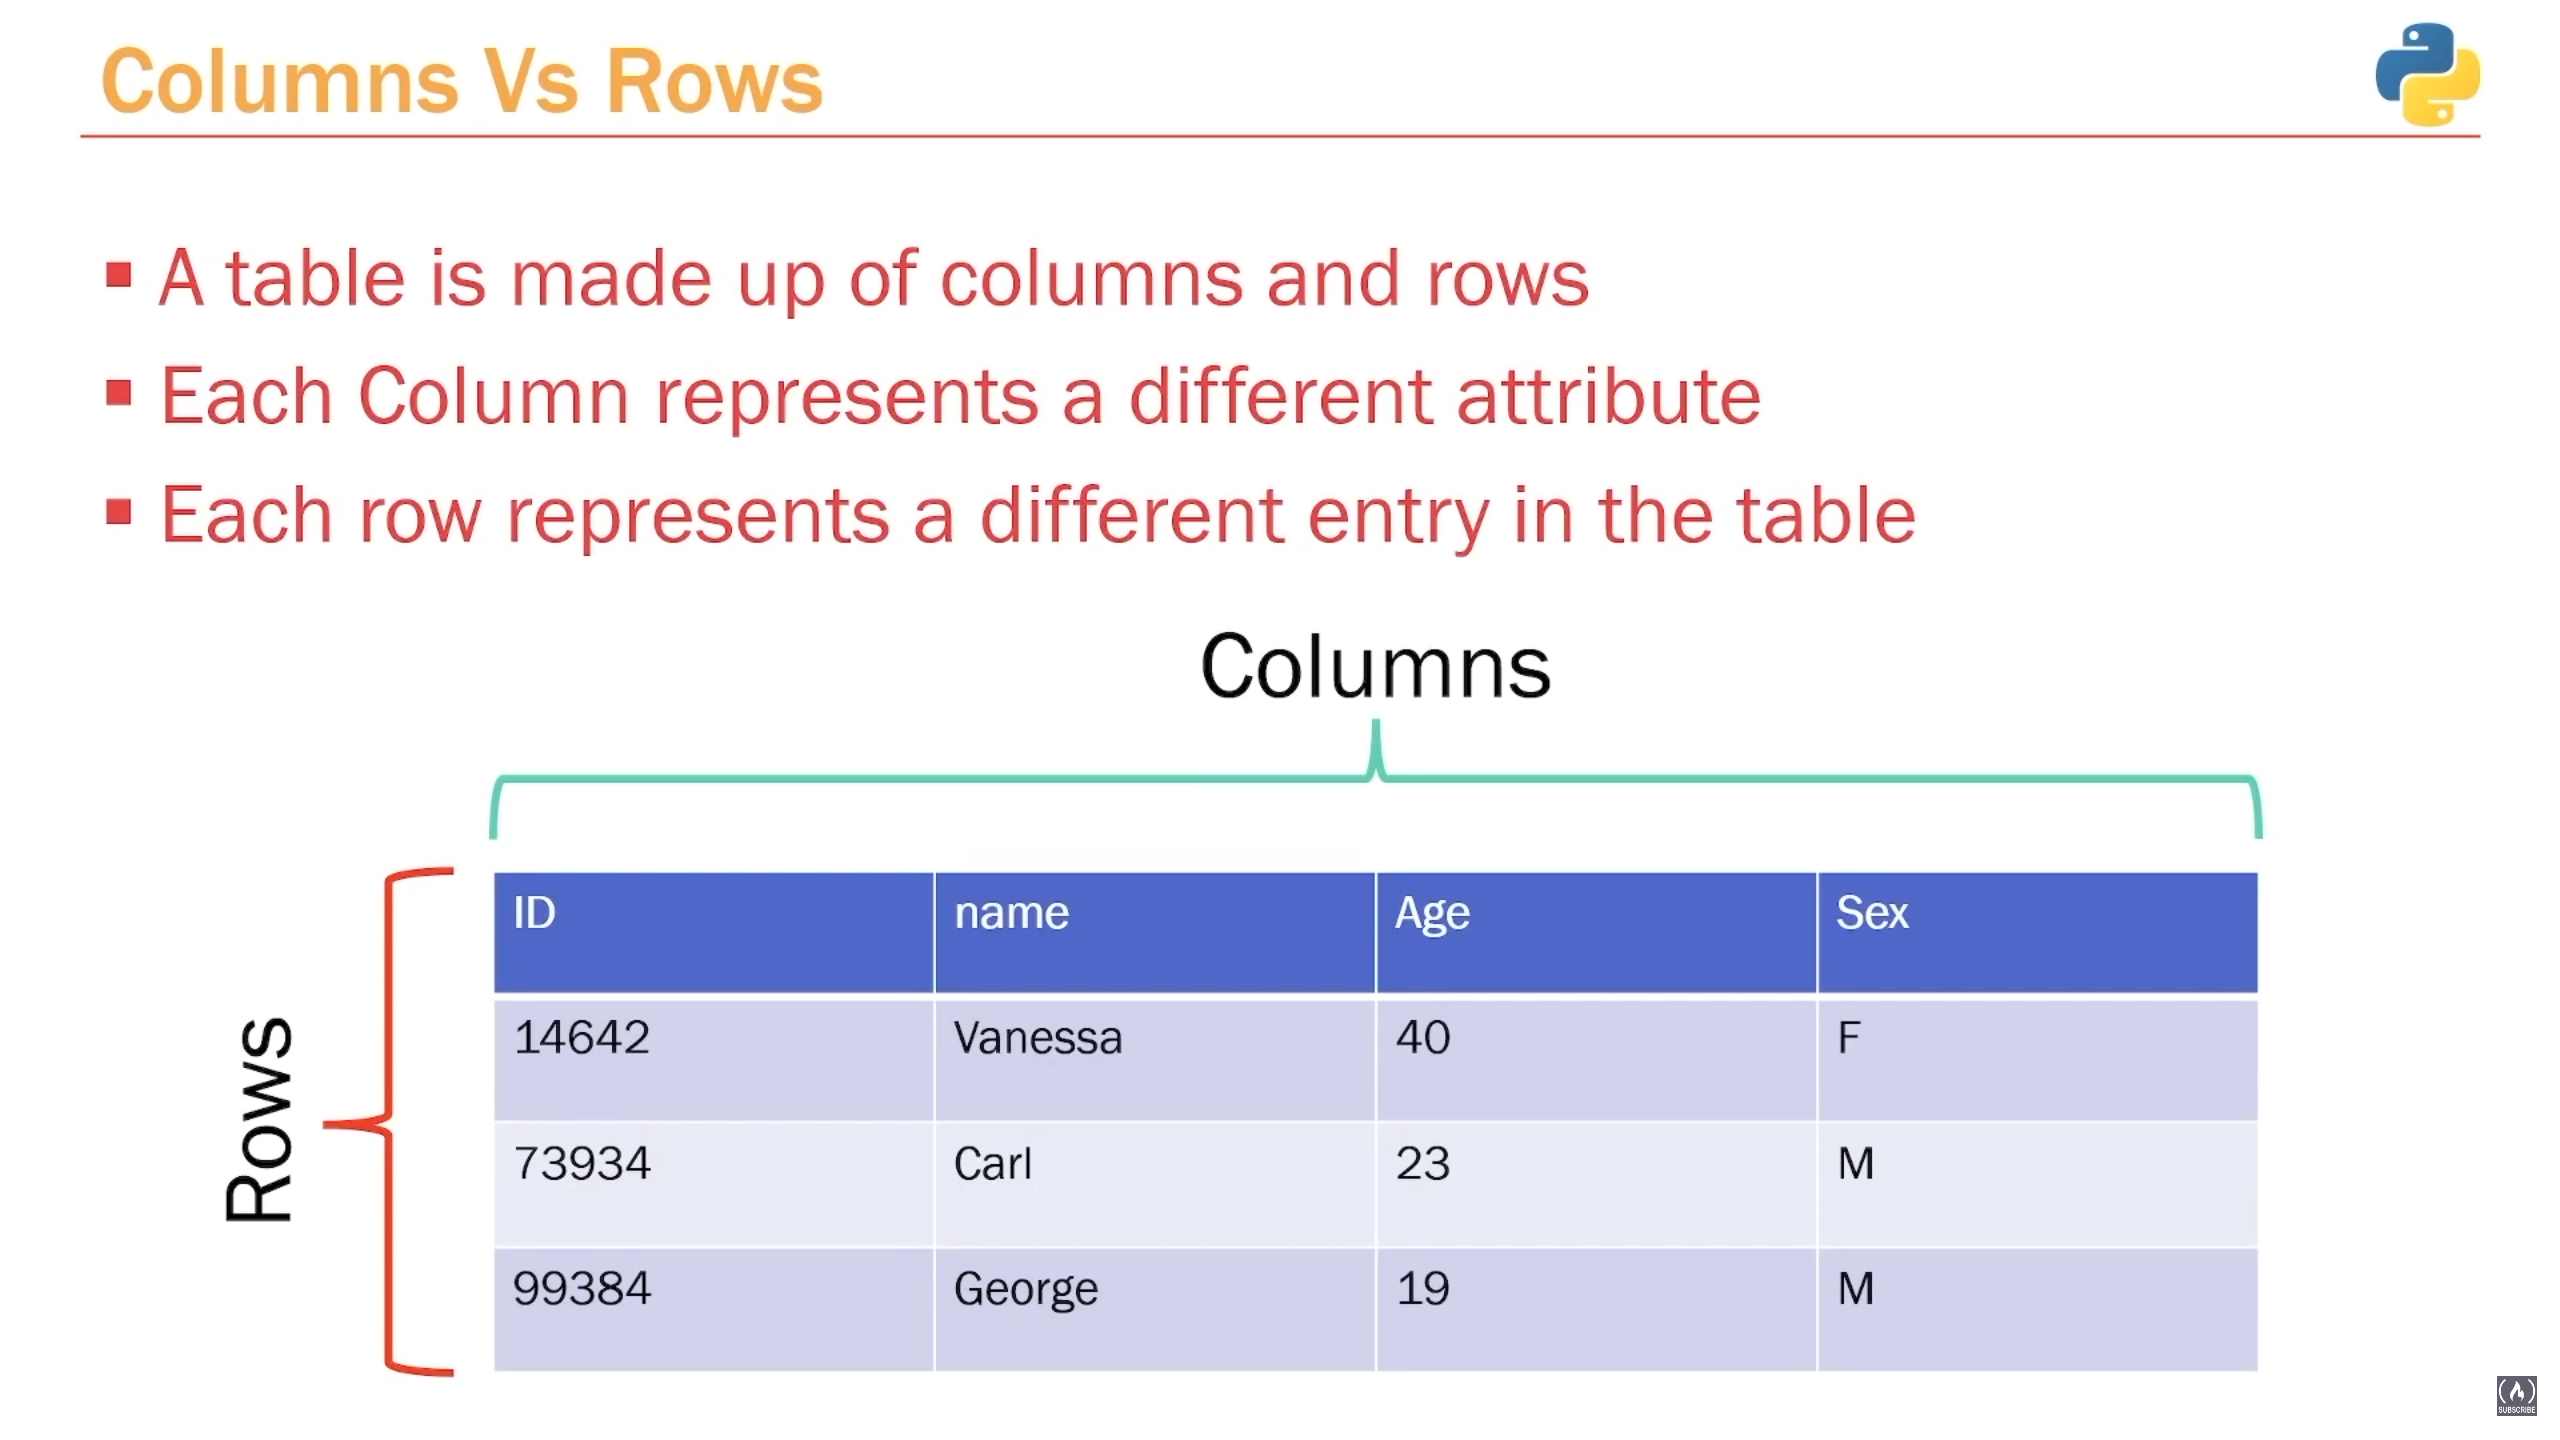 Columns Vs Rows
A table is made up of columns and rows
Each Column represents a different attribute
Each row represents a different entry in the table
Columns
Rows
ID name Age Sex
14642 Vanessa 40 F
73934 Carl 23 M
99384 George 19 M
SUBSCRIBE